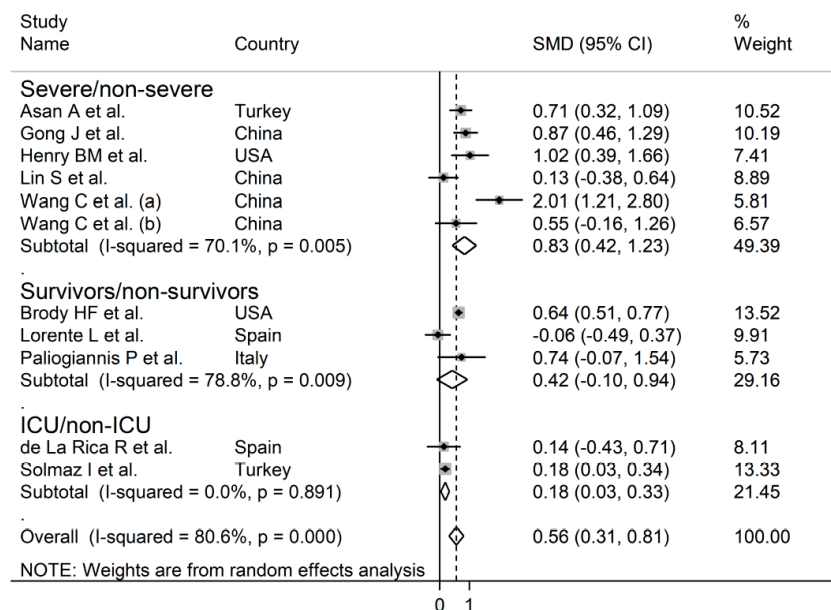 Study %
Name Country SMD (95% CI) Weight
Severe/non-severe
Asan A et al. Turkey 0.71 (0.32, 1.09) 10.52
Gong J et al. China 0.87 (0.46, 1.29) 10.19
Henry BM et al. USA 1.02 (0.39, 1.66) 7.41
Lin S et al. China 0.13 (-0.38, 0.64) 8.89
Wang C et al. (a) China 2.01 (1.21, 2.80) 5.81
Wang C et al. (b) China 0.55 (-0.16, 1.26) 6.57
Subtotal (I-squared = 70.1%, p = 0.005) 0.83 (0.42, 1.23) 49.39
.
Survivors/non-survivors
Brody HF et al. USA 0.64 (0.51, 0.77) 13.52
Lorente L et al. Spain -0.06 (-0.49, 0.37) 9.91
Paliogiannis P et al. Italy 0.74 (-0.07, 1.54) 5.73
Subtotal (I-squared = 78.8%, p = 0.009) 0.42 (-0.10, 0.94) 29.16
.
ICU/non-ICU
de La Rica R et al. Spain 0.14 (-0.43, 0.71) 8.11
Solmaz I et al. Turkey 0.18 (0.03, 0.34) 13.33
Subtotal (I-squared = 0.0%, p = 0.891) 0.18 (0.03, 0.33) 21.45
.
Overall (I-squared = 80.6%, p = 0.000) 0.56 (0.31, 0.81) 100.00
NOTE: Weights are from random effects analysis
0 1